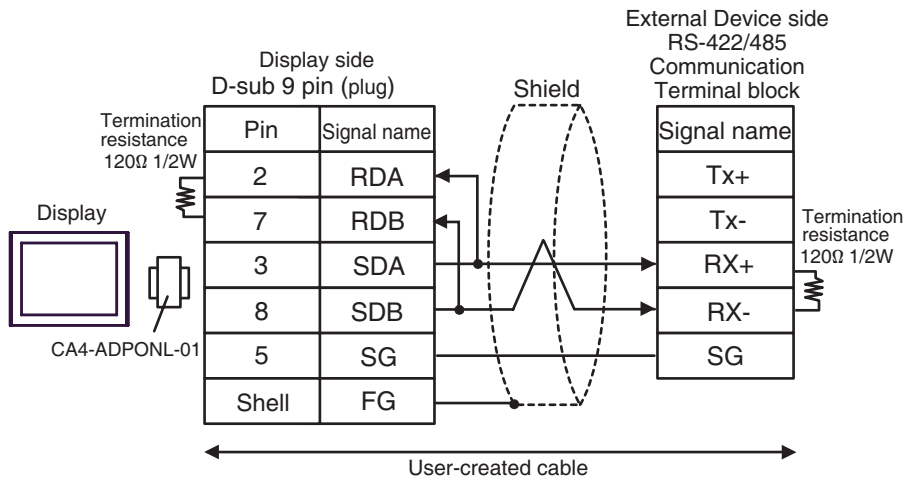 External Device side
RS-422/485
Communication
Terminal block
Display side
D-sub 9 pin (plug)
Shield
Termination
resistance
120Ω 1/2W
Pin
Signal name
Signal name
2
RDA
Tx+
7
RDB
Tx-
Display
Termination
resistance
120Ω 1/2W
3
SDA
RX+
8
SDB
RX-
CA4-ADPONL-01
5
SG
SG
Shell
FG
User-created cable